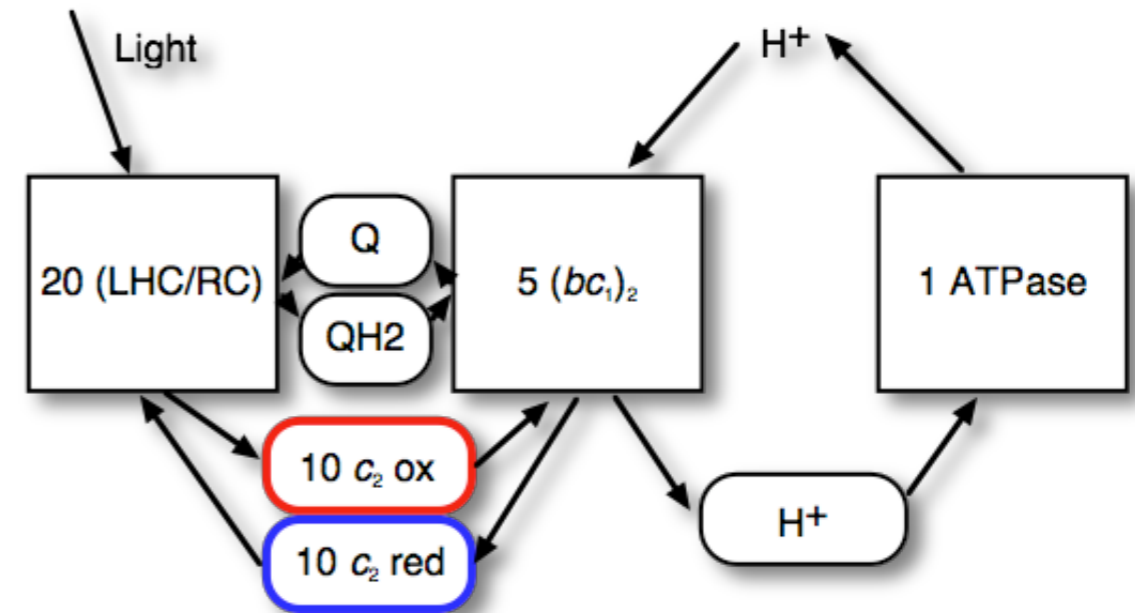 Light
H+
20 (LHC/RC)
Q
QH2
5 (bc₁)₂
1 ATPase
10 c₂ ox
10 c₂ red
H+